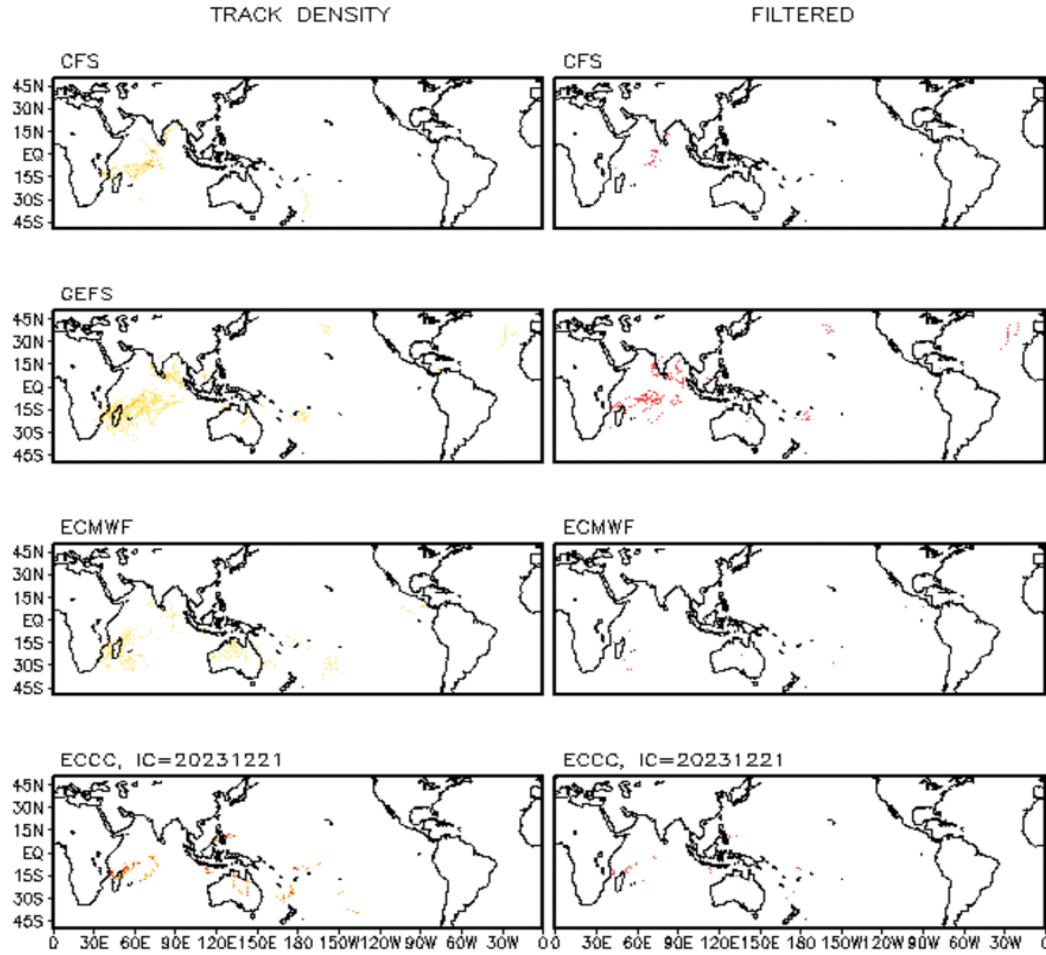 TRACK DENSITY FILTERED
CFS CFS
45N
30N
15N
EQ
15S
30S
45S
GEFS GEFS
45N
30N
15N
EQ
15S
30S
45S
ECMWF ECMWF
45N
30N
15N
EQ
15S
30S
45S
ECCC, IC=20231221 ECCC, IC=20231221
45N
30N
15N
EQ
15S
30S
45S
0 30E 60E 90E 120E 150E 180 150W 120W 90W 60W 30W 0 30E 60E 90E 120E 150E 180 150W 120W 90W 60W 30W 0